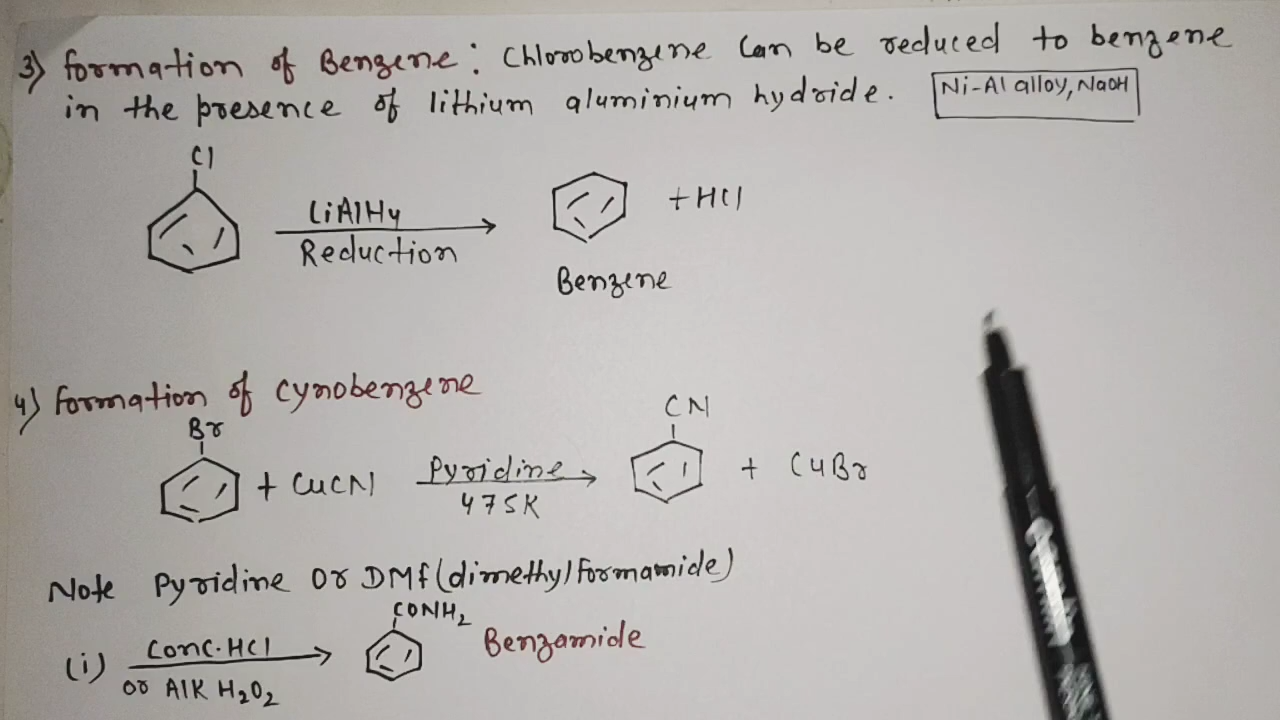 3) Formation of Benzene: Chlorobenzene Can be reduced to benzene
in the presence of lithium aluminium hydride. Ni-Al alloy, NaOH
Cl
LiAlH4
Reduction
+HCl
Benzene
4) Formation of Cynobenzene
Br
+ CuCN
Pyridine
475K
CN
+ CuBr
Note Pyridine Or DMf (dimethylformamide)
(i) Conc. HCl
or Alk H2O2
CONH2
Benzamide